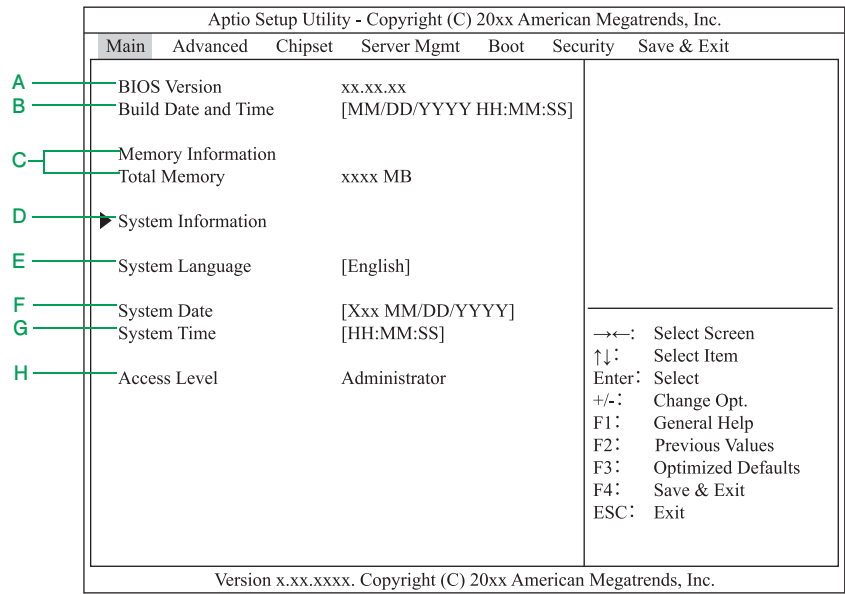 Aptio Setup Utility - Copyright (C) 20xx American Megatrends, Inc.
Main Advanced Chipset Server Mgmt Boot Security Save & Exit
A BIOS Version xx.xx.xx
B Build Date and Time [MM/DD/YYYY HH:MM:SS]
C Memory Information
Total Memory xxxx MB
D System Information
E System Language [English]
F System Date [Xxx MM/DD/YYYY]
G System Time [HH:MM:SS]
H Access Level Administrator
→←: Select Screen
↑↓: Select Item
Enter: Select
+/-: Change Opt.
F1: General Help
F2: Previous Values
F3: Optimized Defaults
F4: Save & Exit
ESC: Exit
Version x.xx.xxxx. Copyright (C) 20xx American Megatrends, Inc.